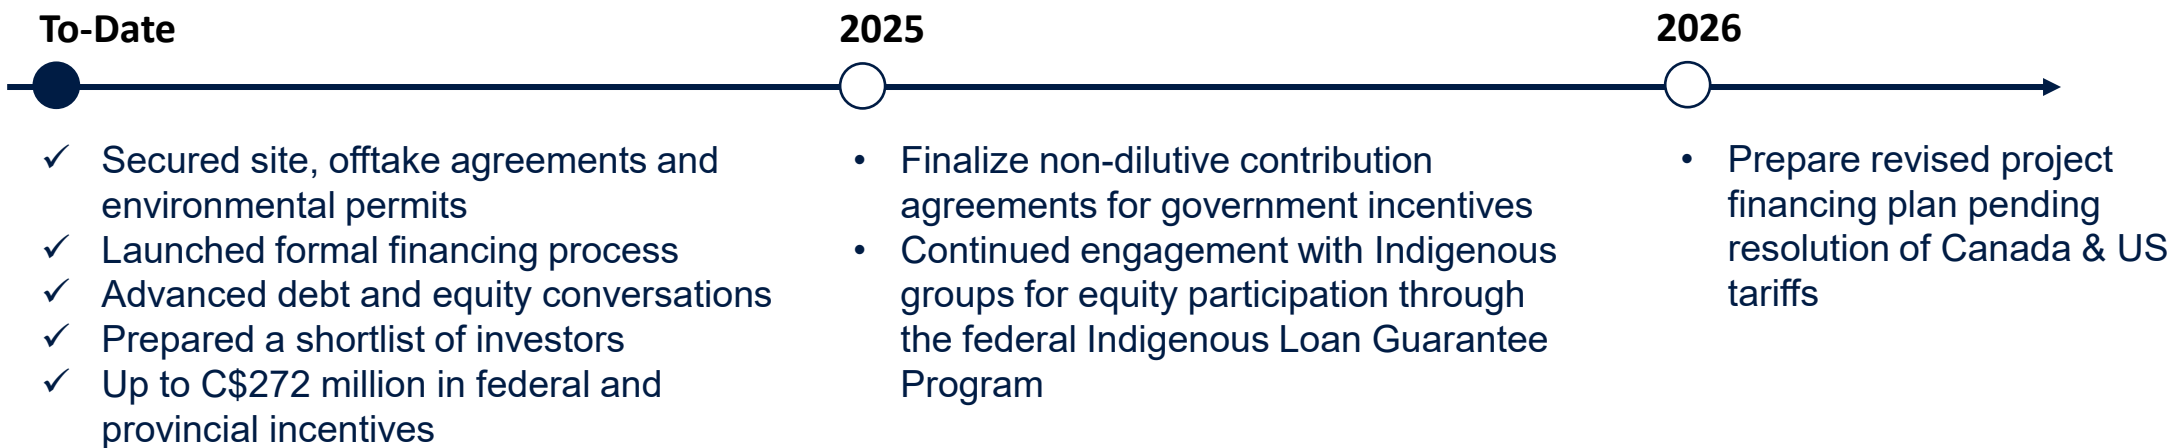 To-Date
✓ Secured site, offtake agreements and
environmental permits
✓ Launched formal financing process
✓ Advanced debt and equity conversations
✓ Prepared a shortlist of investors
✓ Up to C$272 million in federal and
provincial incentives
2025
• Finalize non-dilutive contribution
agreements for government incentives
• Continued engagement with Indigenous
groups for equity participation through
the federal Indigenous Loan Guarantee
Program
2026
• Prepare revised project
financing plan pending
resolution of Canada & US
tariffs